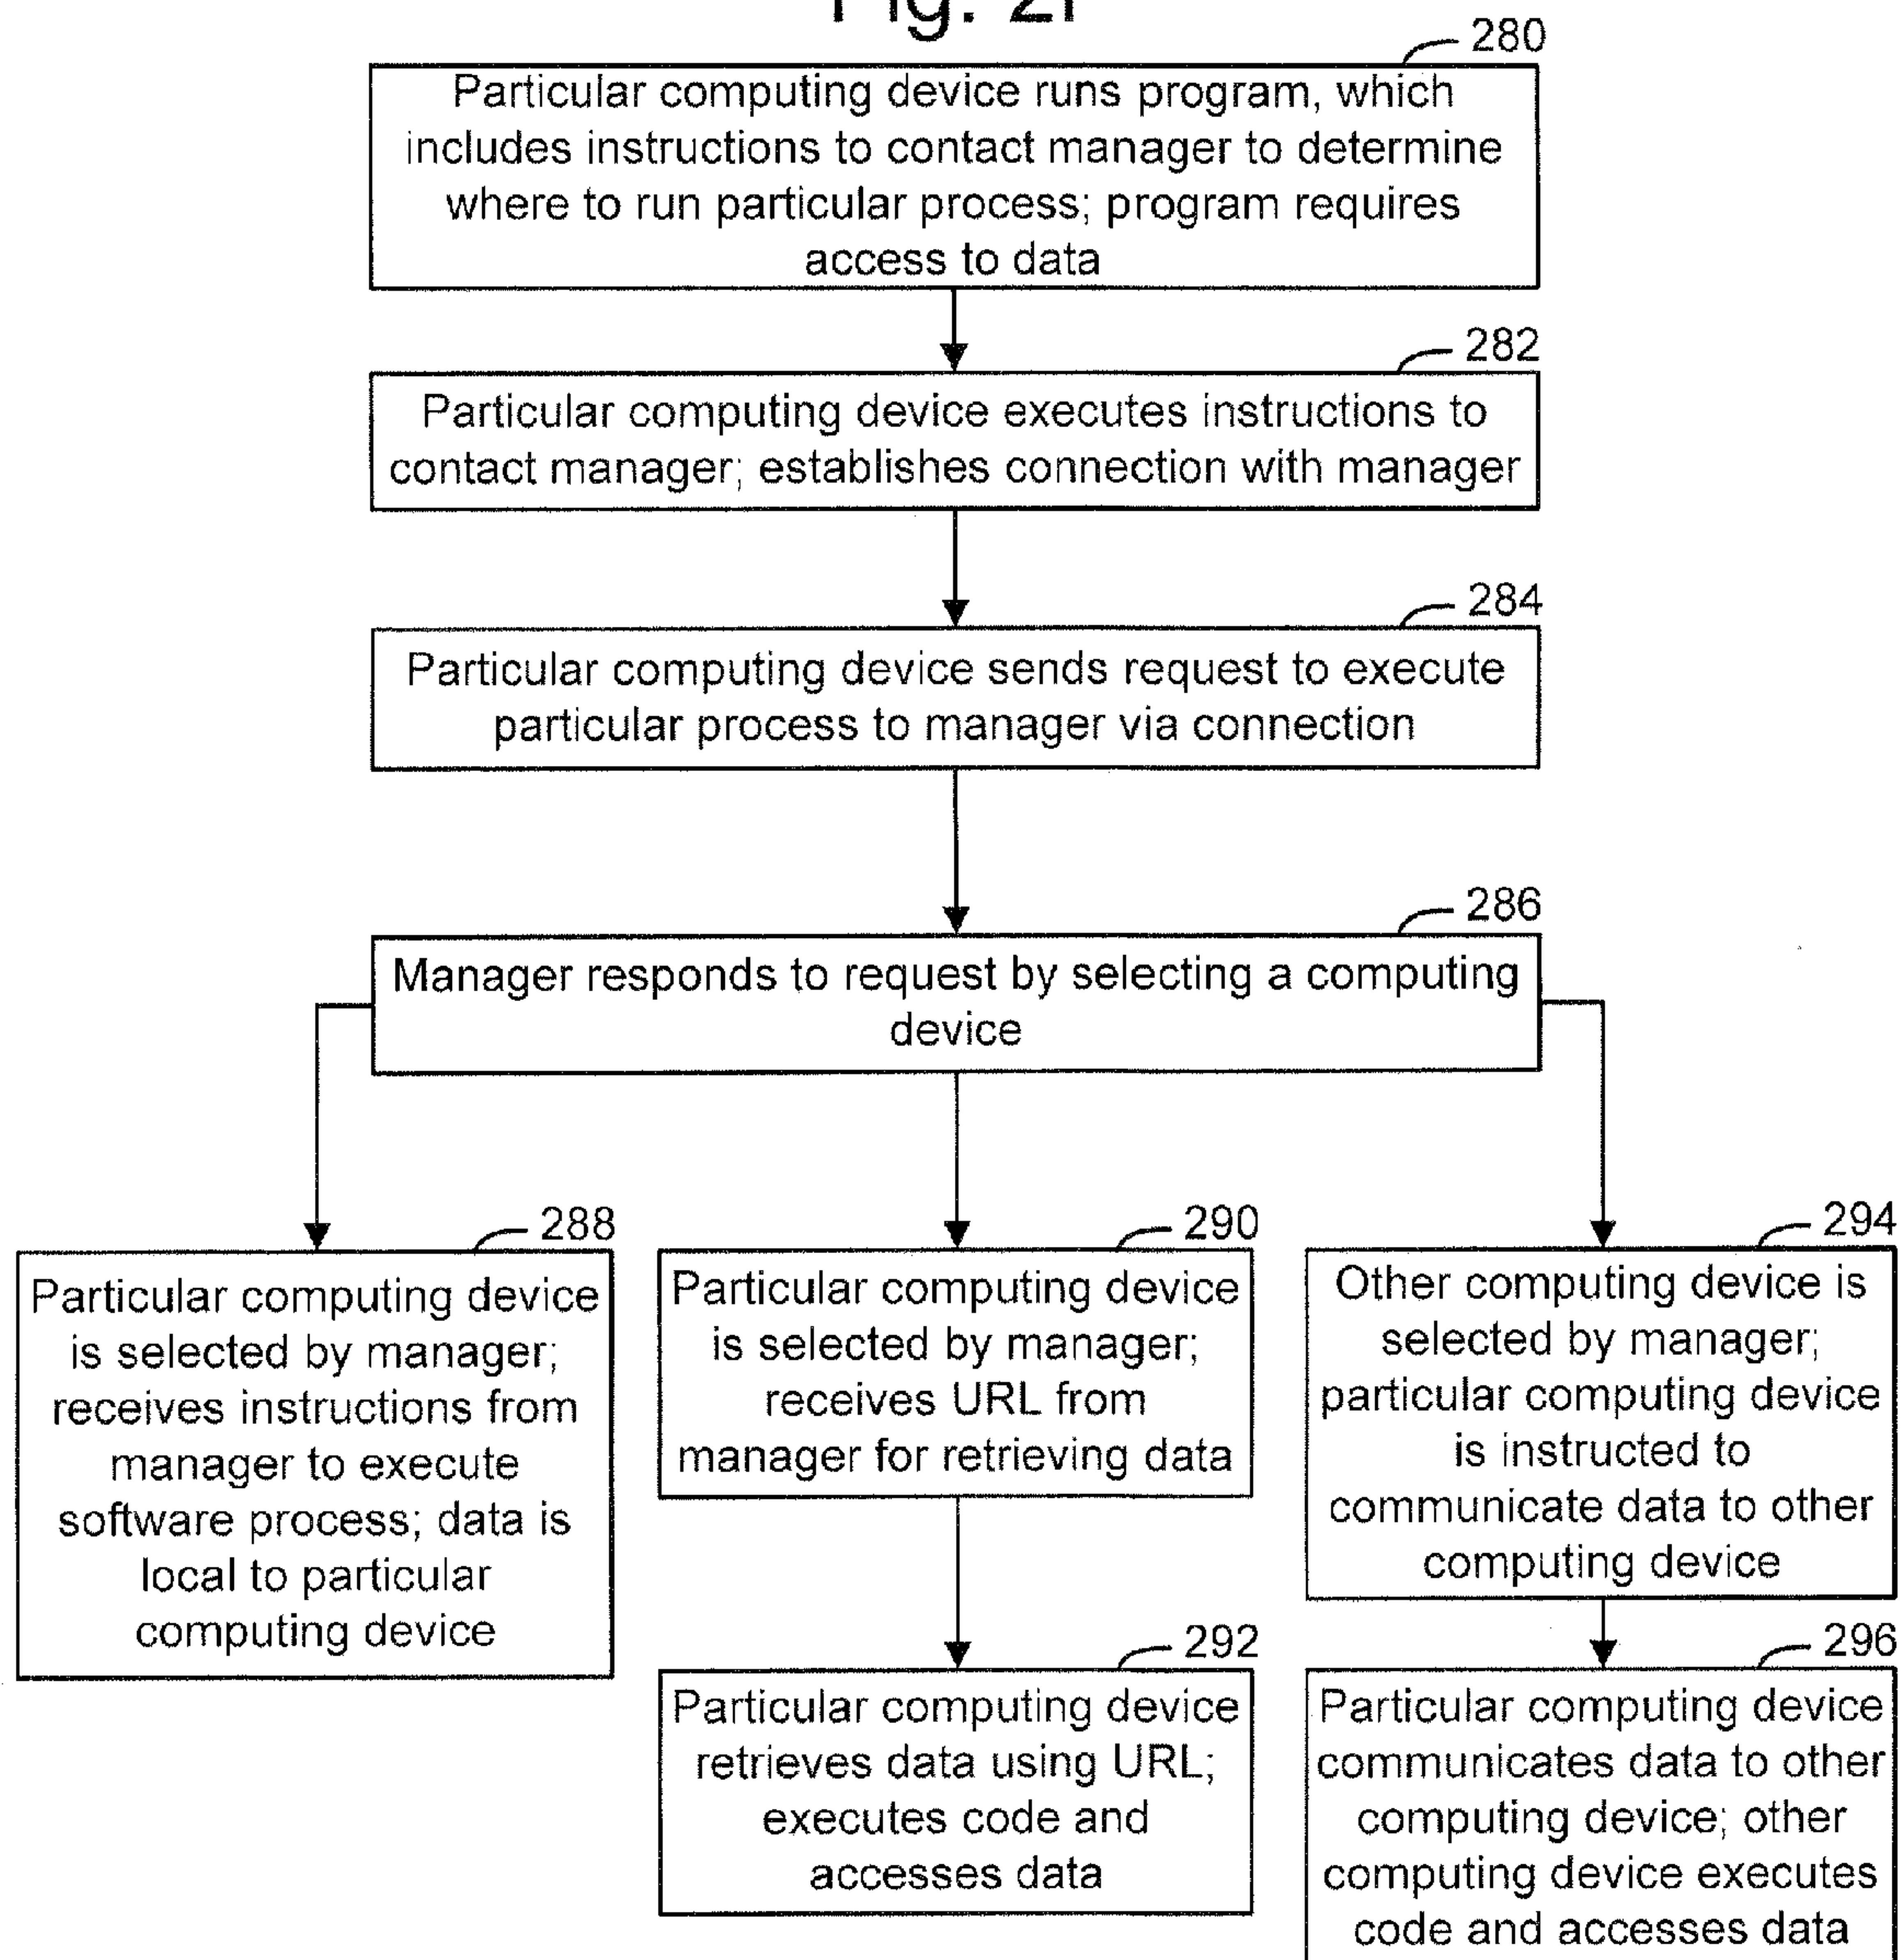 Fig. 2
280
Particular computing device runs program, which
includes instructions to contact manager to determine
where to run particular process; program requires
access to data
282
Particular computing device executes instructions to
contact manager; establishes connection with manager
284
Particular computing device sends request to execute
particular process to manager via connection
286
Manager responds to request by selecting a computing
device
288
Particular computing device
is selected by manager;
receives instructions from
manager to execute
software process; data is
local to particular
computing device
290
Particular computing device
is selected by manager;
receives URL from
manager for retrieving data
292
Particular computing device
retrieves data using URL;
executes code and
accesses data
294
Other computing device is
selected by manager;
particular computing device
is instructed to
communicate data to other
computing device
296
Particular computing device
communicates data to other
computing device; other
computing device executes
code and accesses data